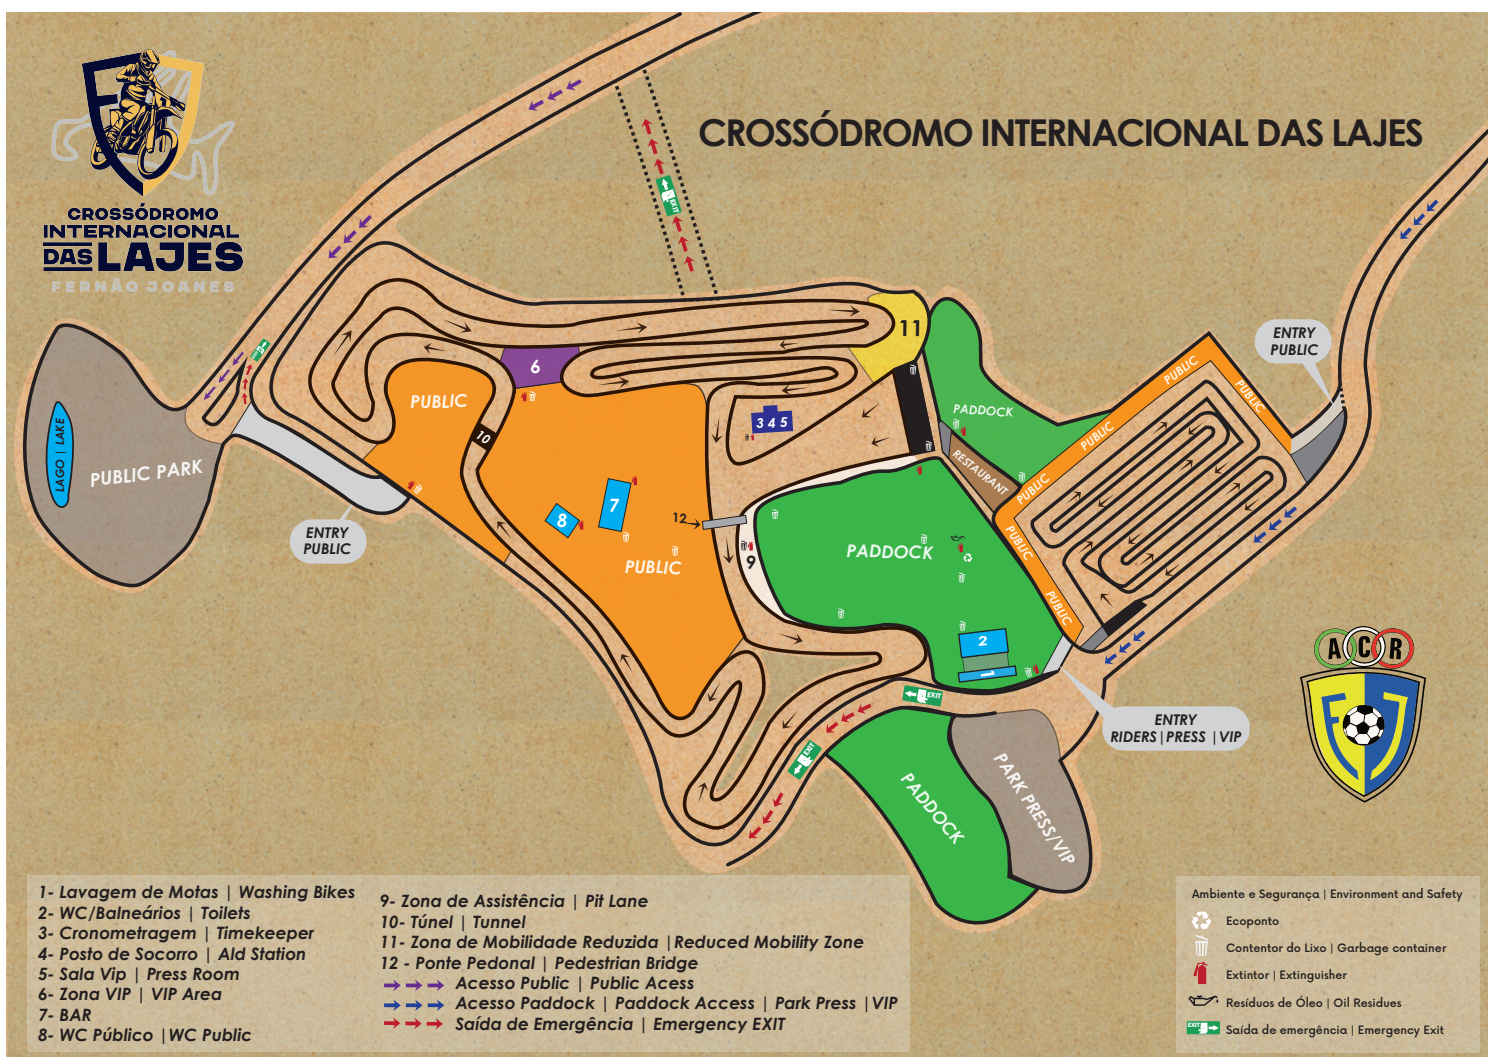 CROSSÓDROMO INTERNACIONAL DAS LAJES
CROSSÓDROMO
INTERNACIONAL
DAS LAJES
FERNÃO JOANES
EXIT
11
ENTRY
PUBLIC
6
PUBLIC
PUBLIC
PUBLIC
PADDOCK
3 4 5
PUBLIC
10
LAGO | LAKE
PUBLIC PARK
RESTAURANT
PUBLIC
7
8
12
ENTRY
PUBLIC
PUBLIC
PADDOCK
9
PUBLIC
PUBLIC
2
1
EXIT
ENTRY
RIDERS | PRESS | VIP
EXIT
PADDOCK
PARK PRESS/VIP
A C R
FJ
1- Lavagem de Motas | Washing Bikes
2- WC/Balneários | Toilets
3- Cronometragem | Timekeeper
4- Posto de Socorro | Ald Station
5- Sala Vip | Press Room
6- Zona VIP | VIP Area
7- BAR
8- WC Público | WC Public
9- Zona de Assistência | Pit Lane
10- Túnel | Tunnel
11- Zona de Mobilidade Reduzida | Reduced Mobility Zone
12 - Ponte Pedonal | Pedestrian Bridge
Acesso Public | Public Acess
Acesso Paddock | Paddock Access | Park Press | VIP
Saída de Emergência | Emergency EXIT
Ambiente e Segurança | Environment and Safety
Ecoponto
Contentor do Lixo | Garbage container
Extintor | Extinguisher
Resíduos de Óleo | Oil Residues
EXIT
Saída de emergência | Emergency Exit